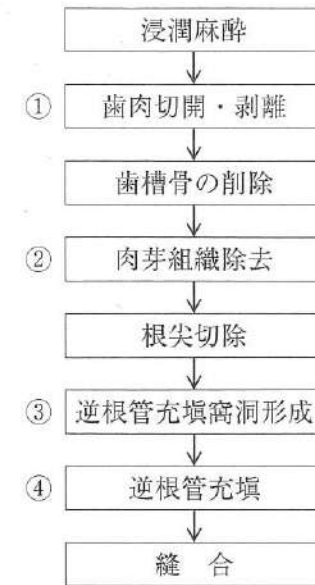 浸潤麻酔
① 歯肉切開・剥離
歯槽骨の削除
② 肉芽組織除去
根尖切除
③ 逆根管充塡窩洞形成
④ 逆根管充塡
縫 合